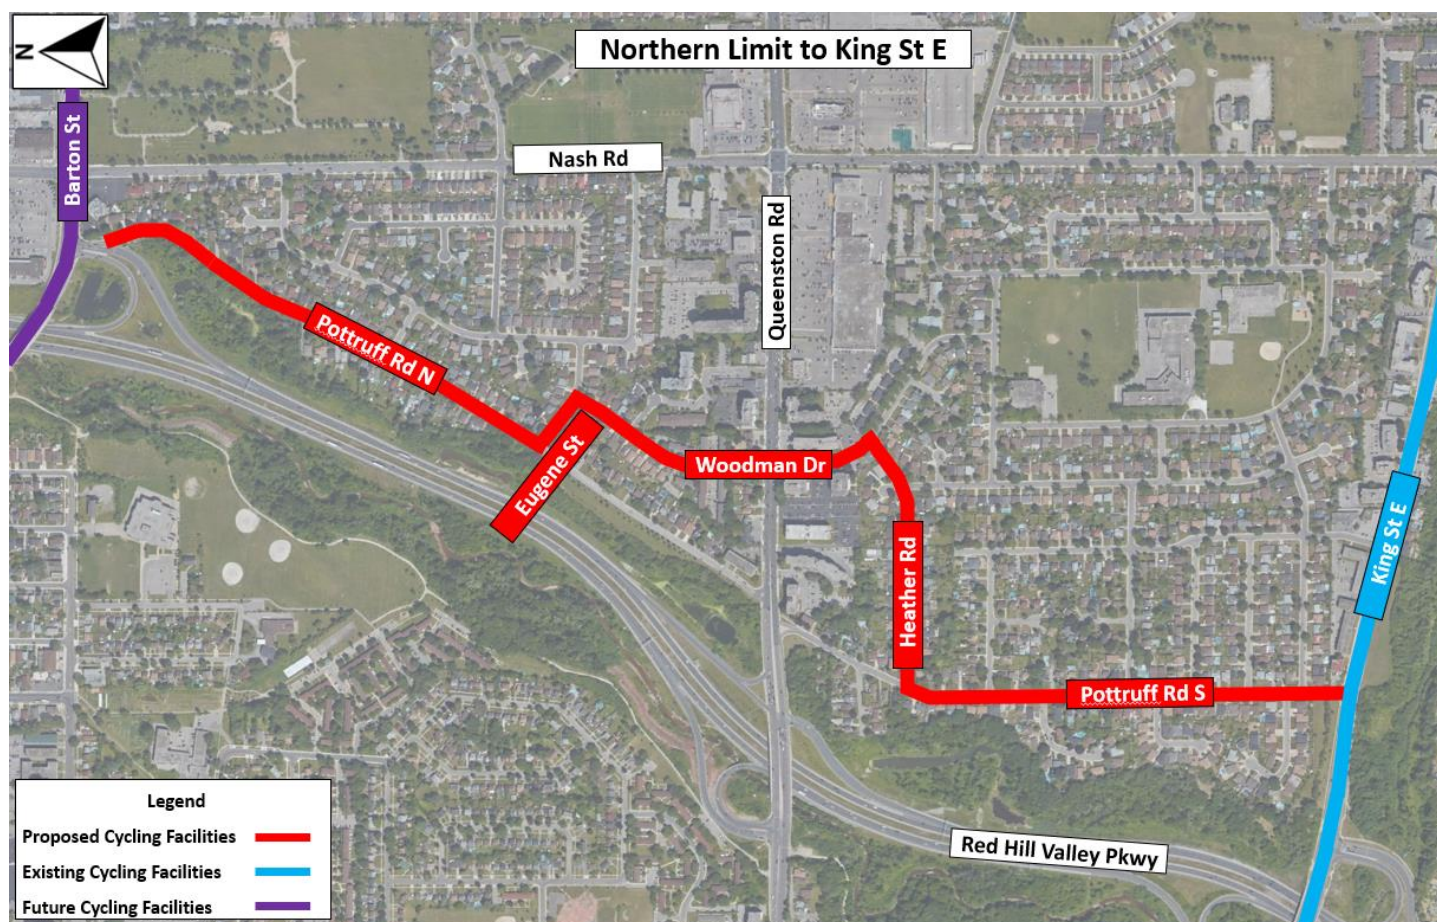 N
Northern Limit to King St E
Barton St
Nash Rd
Queenston Rd
Pottruff Rd N
Eugene St
Woodman Dr
Heather Rd
King St E
Pottruff Rd S
Red Hill Valley Pkwy
Legend
Proposed Cycling Facilities
Existing Cycling Facilities
Future Cycling Facilities